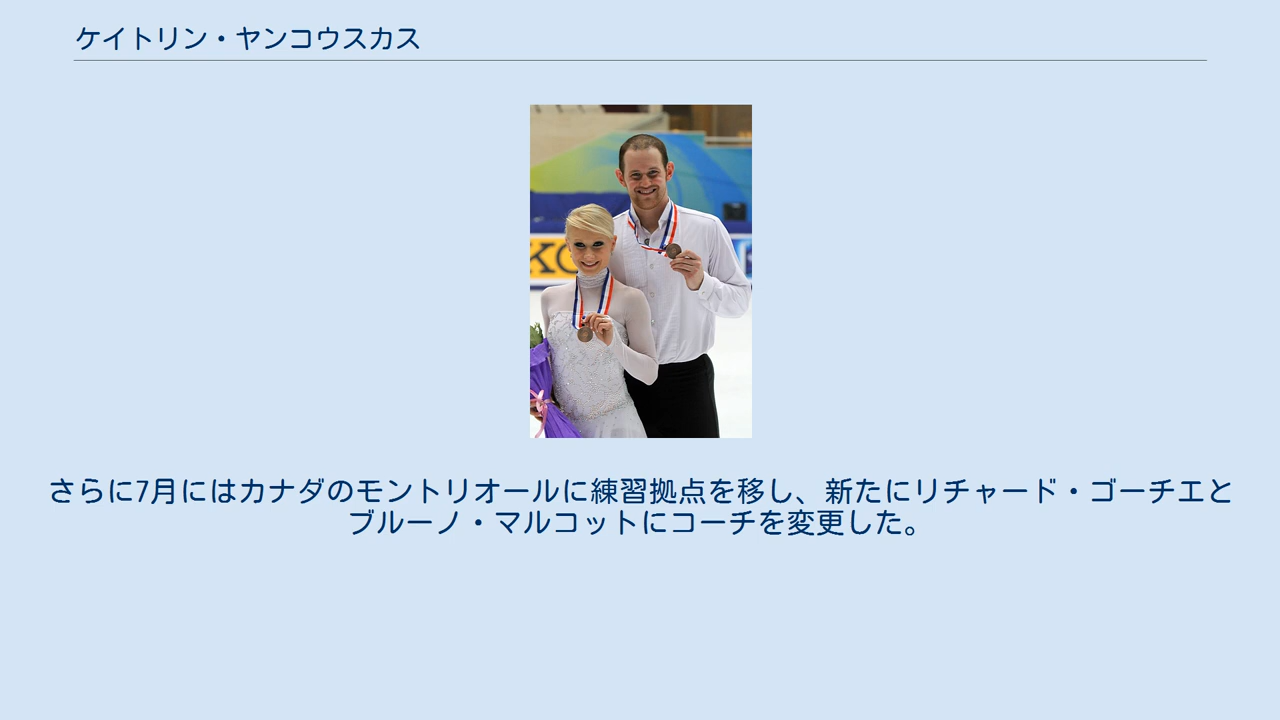 ケイトリン・ヤンコウスカス
KO
さらに7月にはカナダのモントリオールに練習拠点を移し、新たにリチャード・ゴーチエと
ブルーノ・マルコットにコーチを変更した。